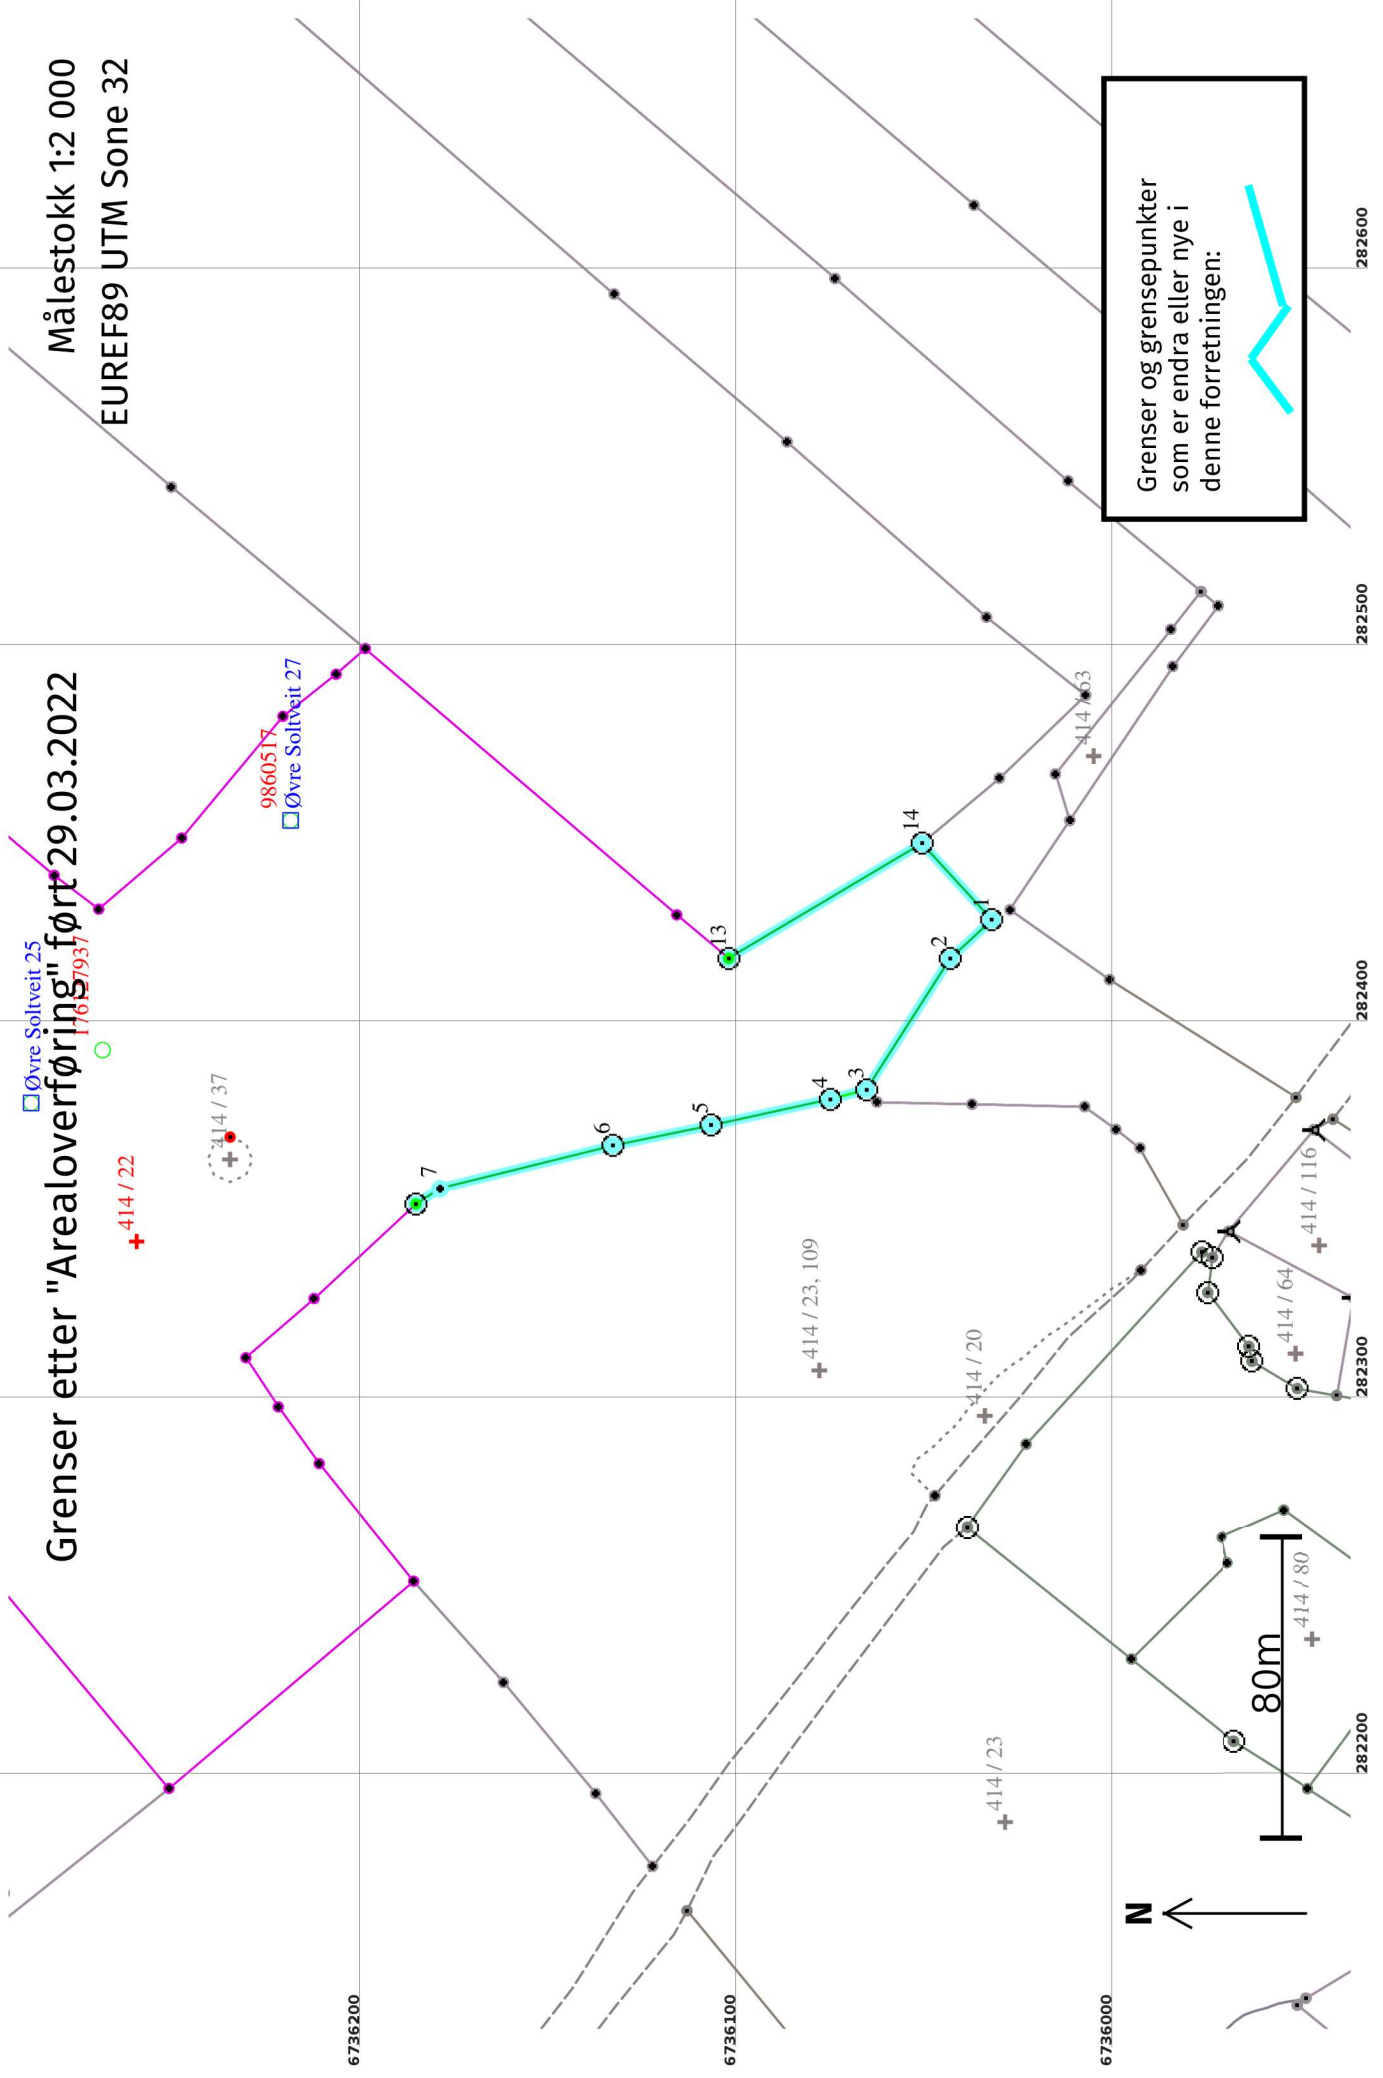 Grenser etter "Arealoverføring" ført 29.03.2022
Målestokk 1:2 000
EUREF89 UTM Sone 32
Øvre Soltveit 25
176127937
414 / 22
414 / 37
9860517
Øvre Soltveit 27
7
6
5
4
3
2
1
13
14
414 / 23, 109
414 / 20
414 / 63
414 / 23
414 / 64
414 / 116
414 / 80
Grenser og grensepunkter
som er endra eller nye i
denne forretningen:
N
80m
6736200
6736100
6736000
282200
282300
282400
282500
282600